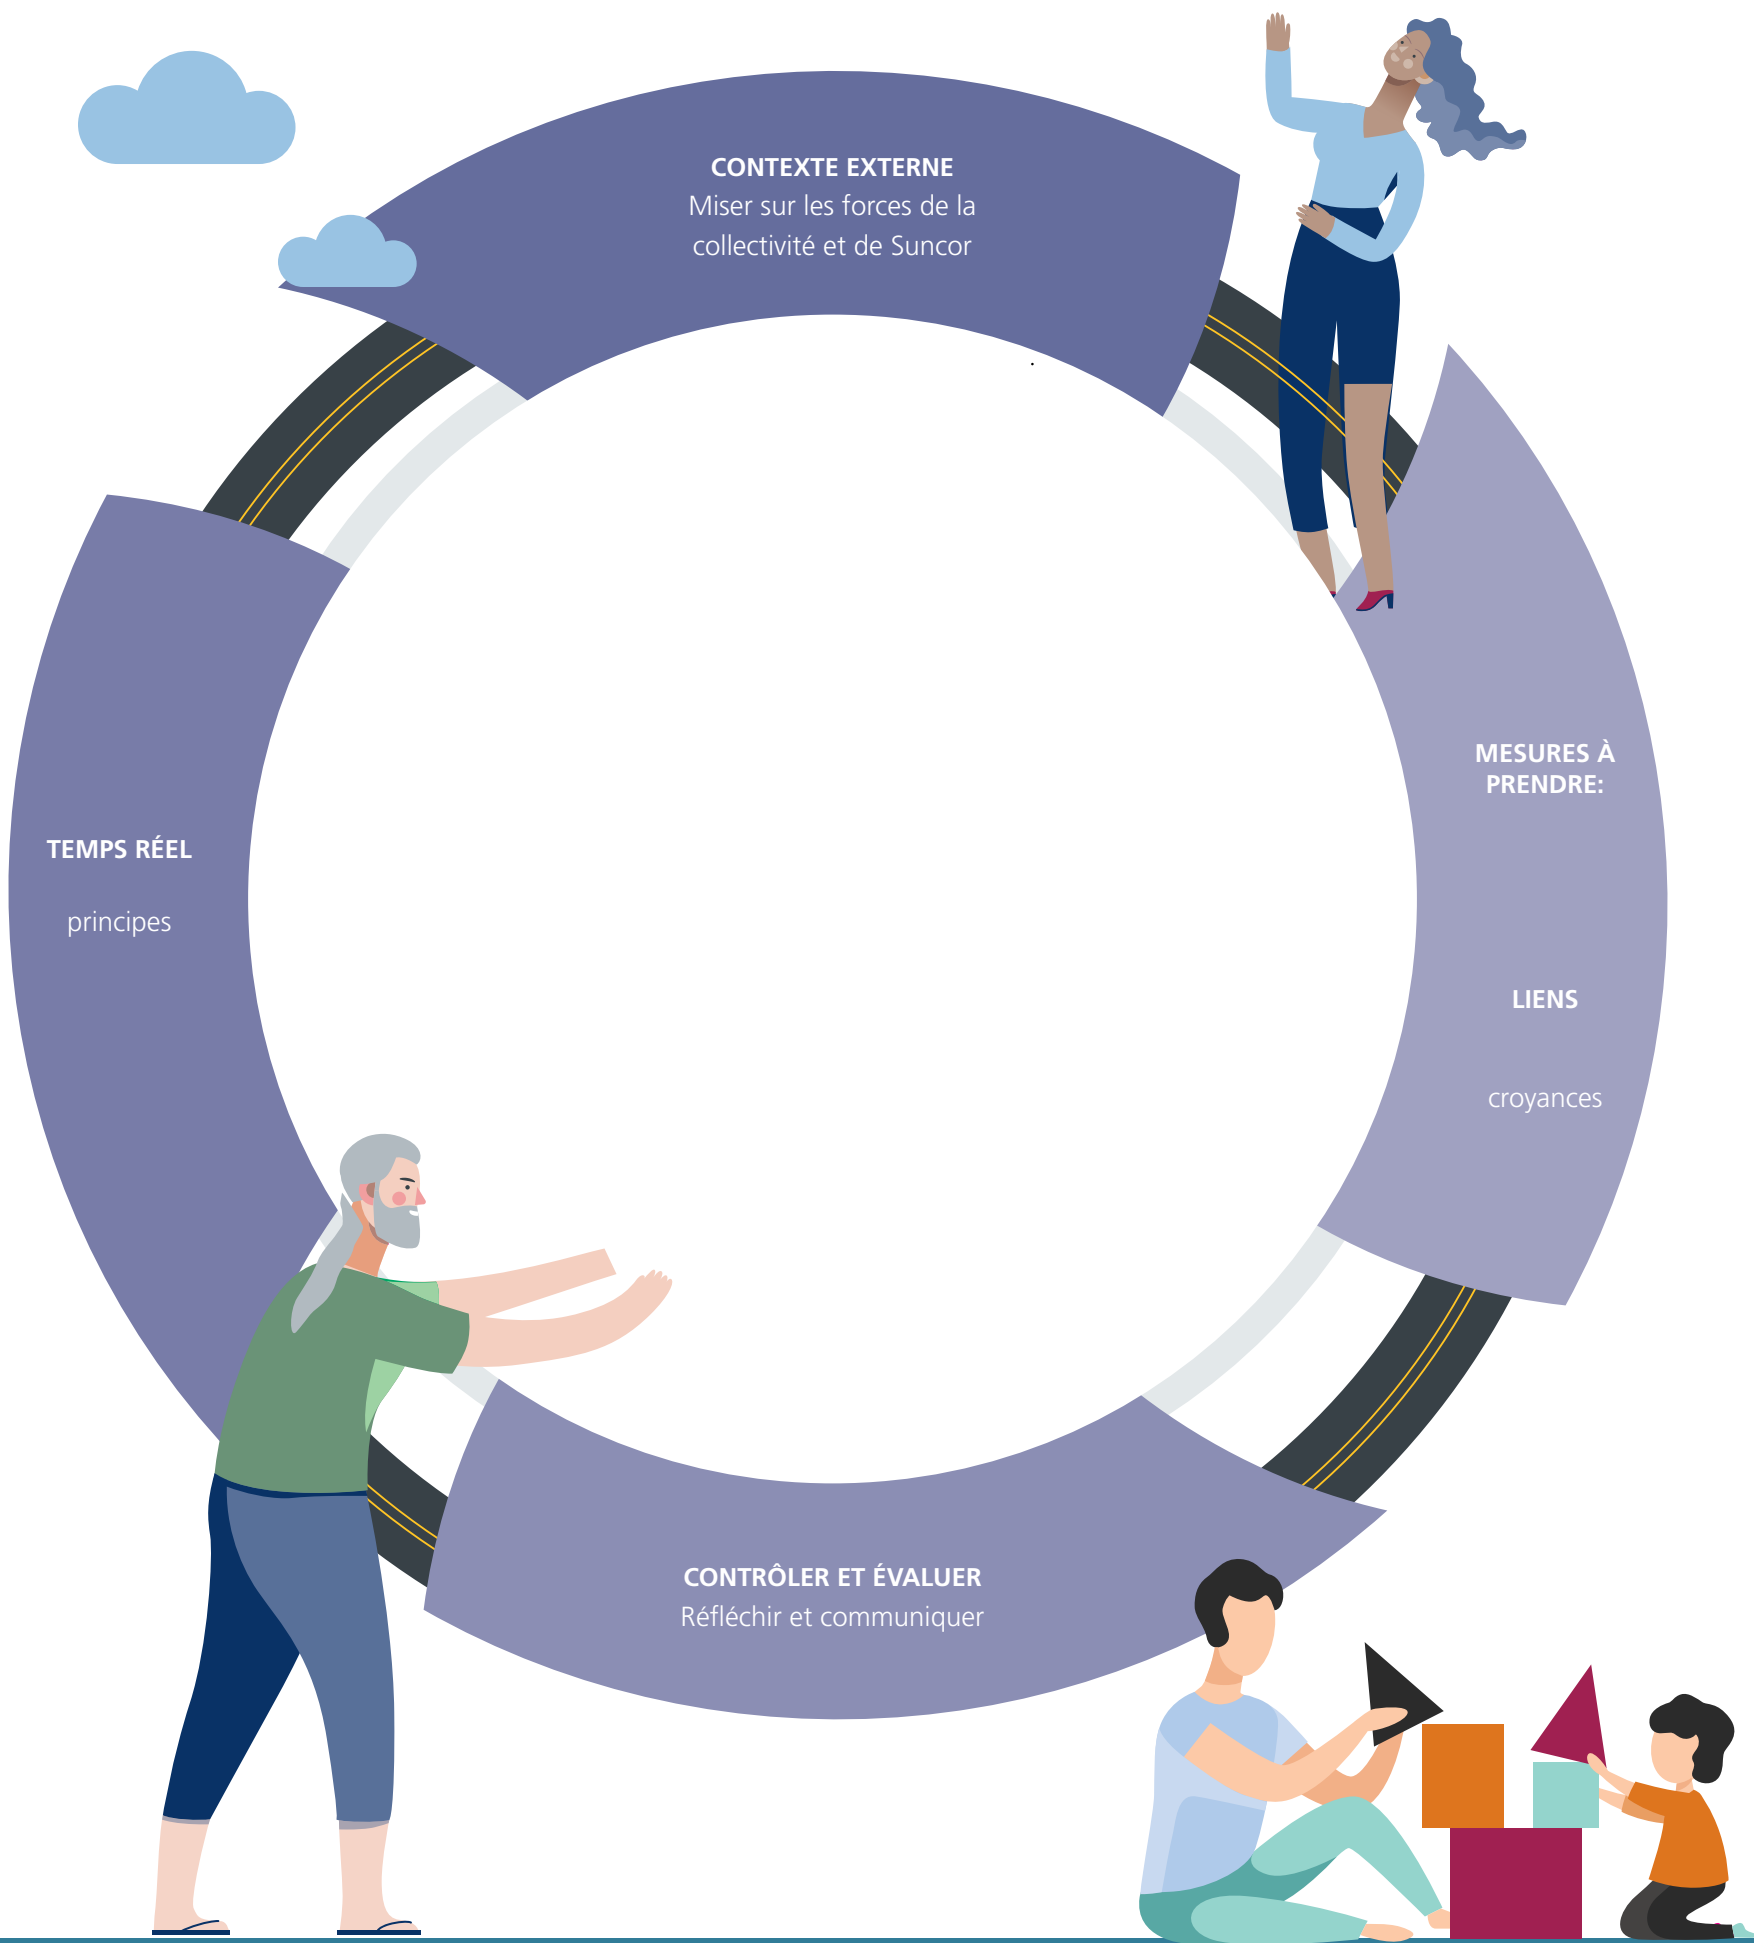 CONTEXTE EXTERNE
Miser sur les forces de la
collectivité et de Suncor
MESURES À
PRENDRE:
LIENS
croyances
CONTRÔLER ET ÉVALUER
Réfléchir et communiquer
TEMPS RÉEL
principes